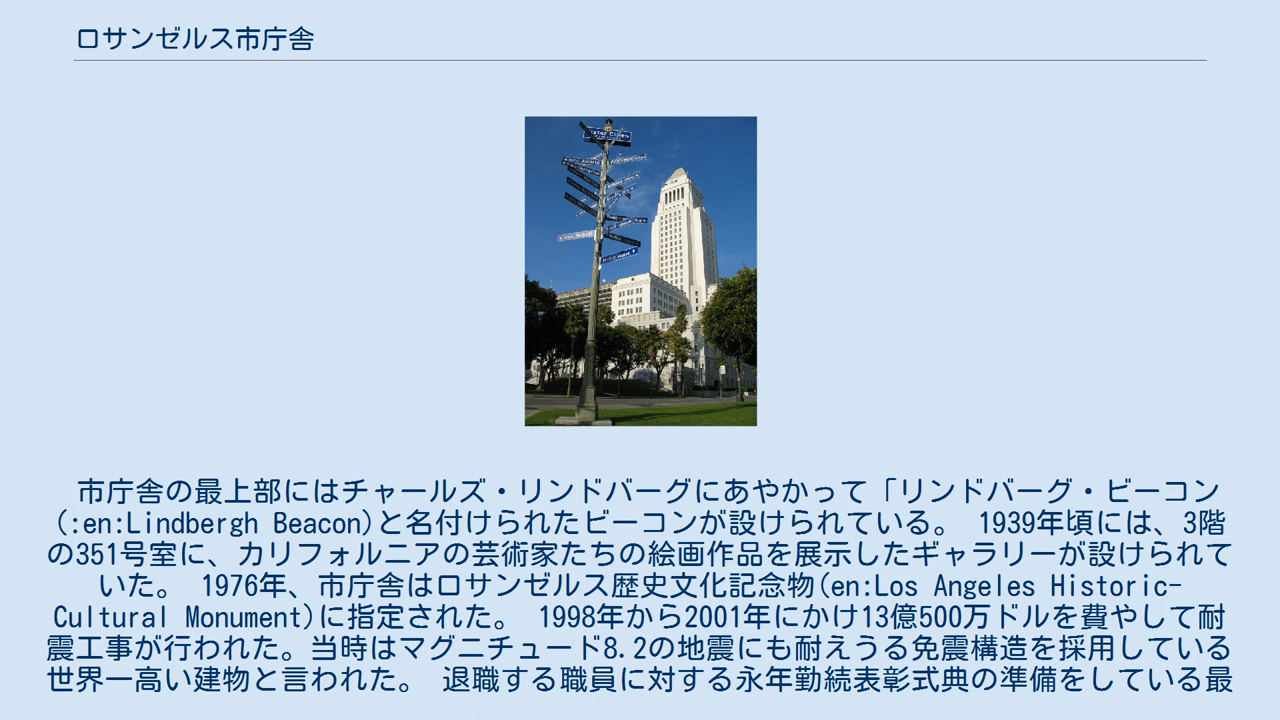 ロサンゼルス市庁舎
市庁舎の最上部にはチャールズ・リンドバーグにあやかって「リンドバーグ・ビーコン
(:en:Lindbergh Beacon)と名付けられたビーコンが設けられている。 1939年頃には、3階
の351号室に、カリフォルニアの芸術家たちの絵画作品を展示したギャラリーが設けられて
いた。 1976年、市庁舎はロサンゼルス歴史文化記念物(en:Los Angeles Historic-
Cultural Monument)に指定された。 1998年から2001年にかけ13億500万ドルを費やして耐
震工事が行われた。当時はマグニチュード8.2の地震にも耐えうる免震構造を採用している
世界一高い建物と言われた。 退職する職員に対する永年勤続表彰式典の準備をしている最